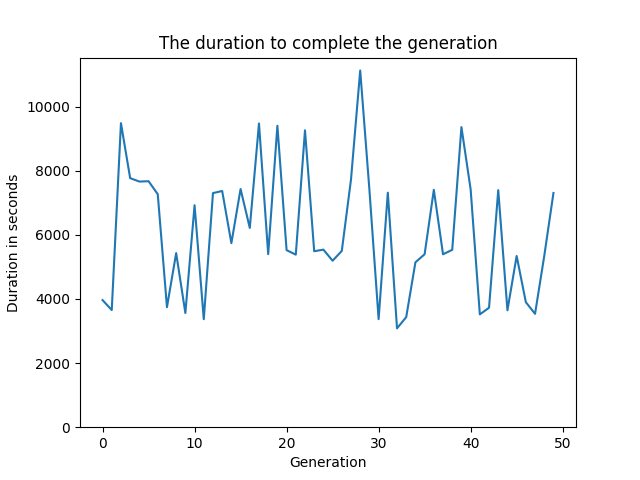 The duration to complete the generation
Duration in seconds
10000
8000
6000
4000
2000
0
0 10 20 30 40 50
Generation